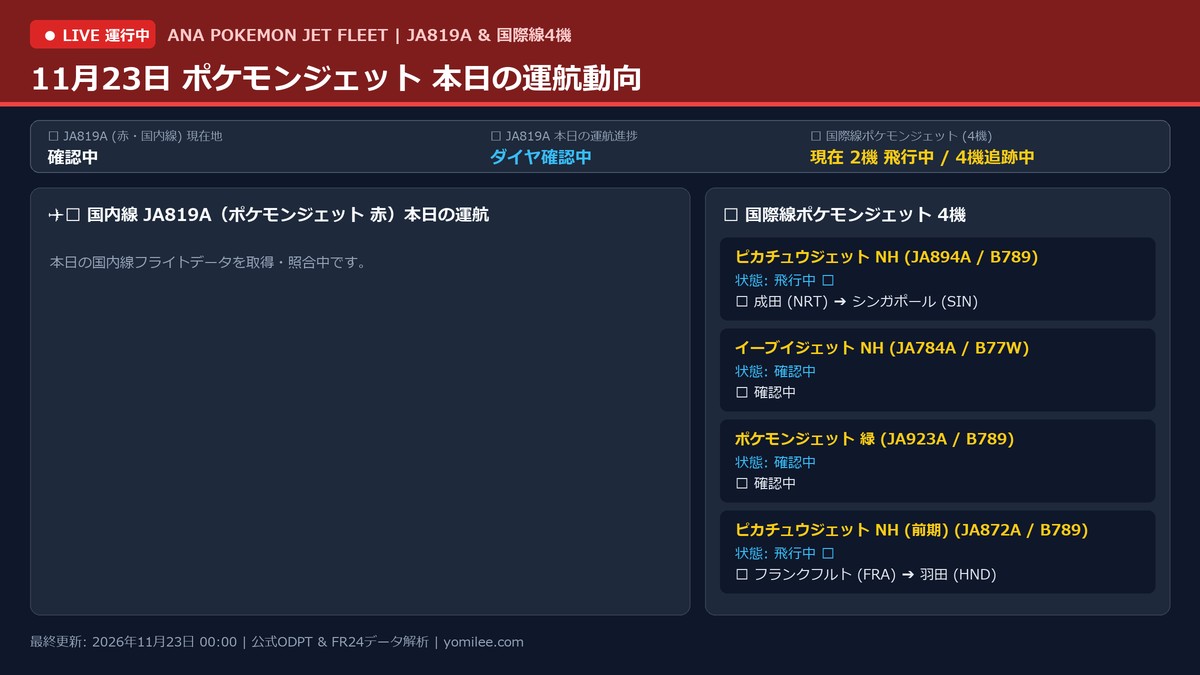 ● LIVE 運行中 ANA POKEMON JET FLEET | JA819A & 国際線4機
11月23日 ポケモンジェット 本日の運航動向
□ JA819A (赤・国内線) 現在地
確認中
□ JA819A 本日の運航進捗
ダイヤ確認中
□ 国際線ポケモンジェット (4機)
現在 2機 飛行中 / 4機追跡中
✈□ 国内線 JA819A（ポケモンジェット 赤）本日の運航
本日の国内線フライトデータを取得・照合中です。
□ 国際線ポケモンジェット 4機
ピカチュウジェット NH (JA894A / B789)
状態: 飛行中 □
□ 成田 (NRT) ➔ シンガポール (SIN)
イーブイジェット NH (JA784A / B77W)
状態: 確認中
□ 確認中
ポケモンジェット 緑 (JA923A / B789)
状態: 確認中
□ 確認中
ピカチュウジェット NH (前期) (JA872A / B789)
状態: 飛行中 □
□ フランクフルト (FRA) ➔ 羽田 (HND)
最終更新: 2026年11月23日 00:00 | 公式ODPT & FR24データ解析 | yomilee.com